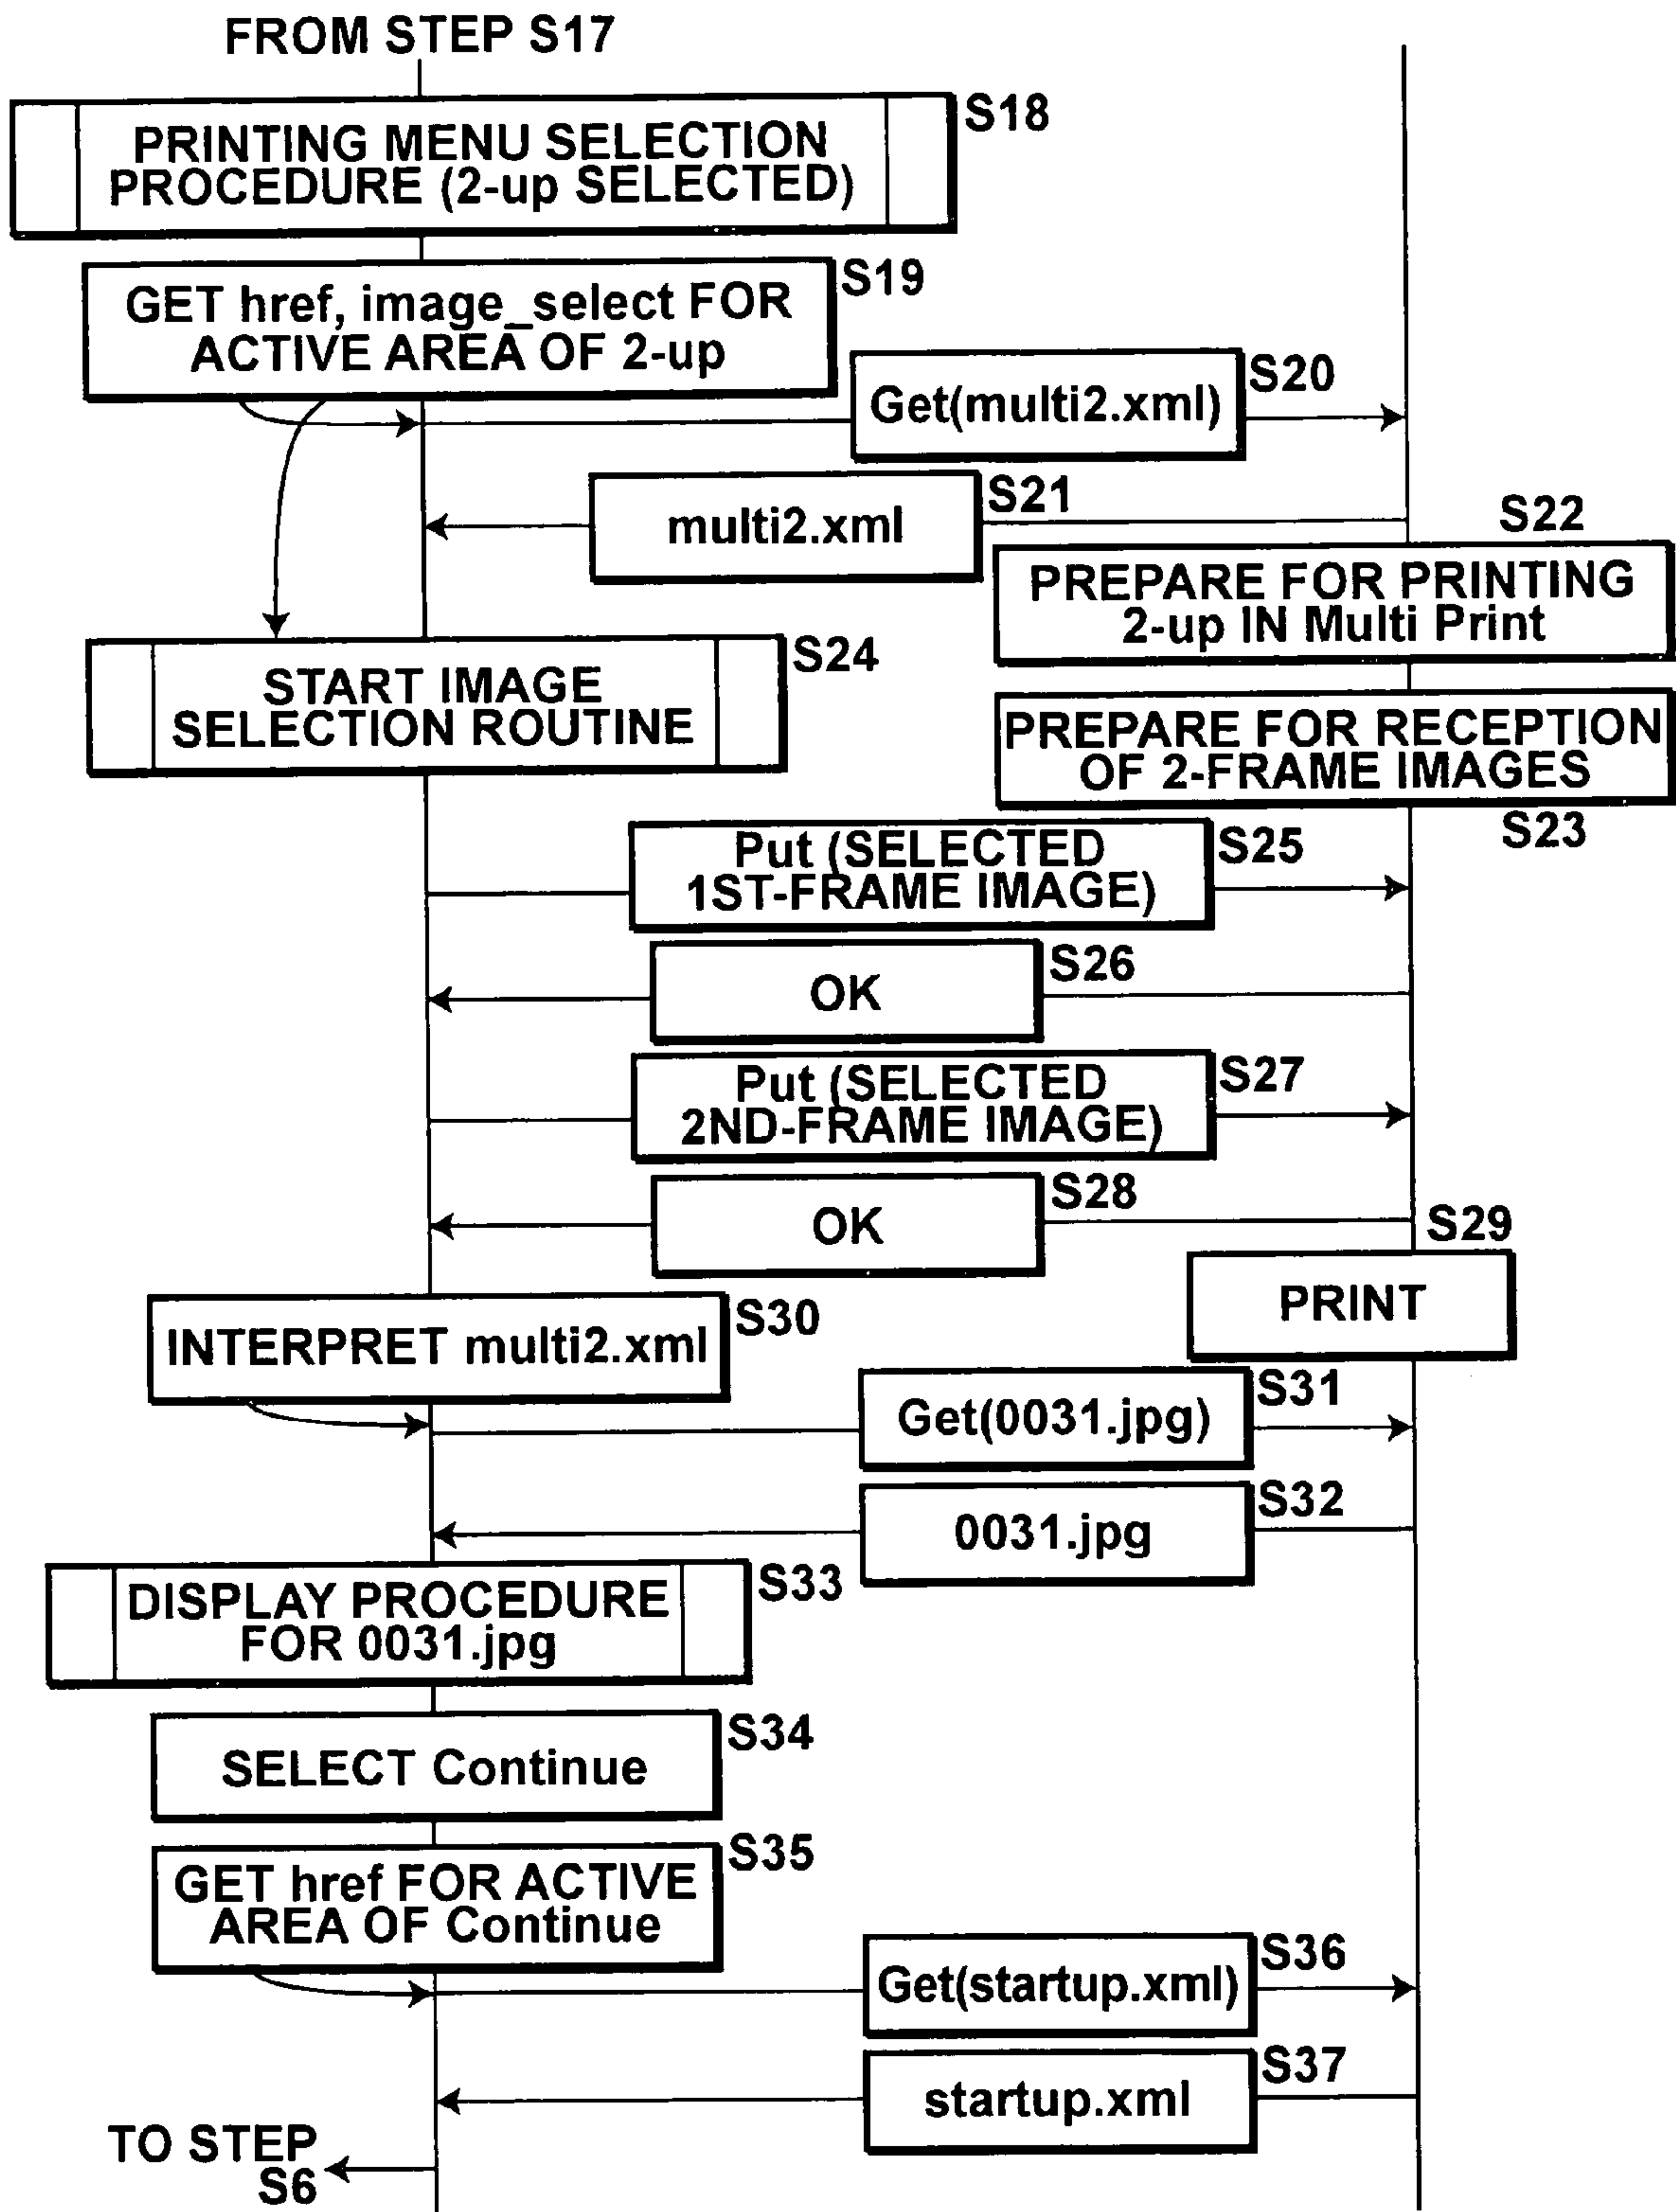 FROM STEP S17
S18
PRINTING MENU SELECTION
PROCEDURE (2-up SELECTED)
S19
GET href, image_select FOR
ACTIVE AREA OF 2-up
S20
Get(multi2.xml)
S21
multi2.xml
S22
PREPARE FOR PRINTING
2-up IN Multi Print
S24
START IMAGE
SELECTION ROUTINE
PREPARE FOR RECEPTION
OF 2-FRAME IMAGES
S23
Put (SELECTED
1ST-FRAME IMAGE)
S25
OK
S26
Put (SELECTED
2ND-FRAME IMAGE)
S27
OK
S28
S29
PRINT
INTERPRET multi2.xml
S30
Get(0031.jpg)
S31
0031.jpg
S32
DISPLAY PROCEDURE
FOR 0031.jpg
S33
SELECT Continue
S34
GET href FOR ACTIVE
AREA OF Continue
S35
Get(startup.xml)
S36
startup.xml
S37
TO STEP
S6